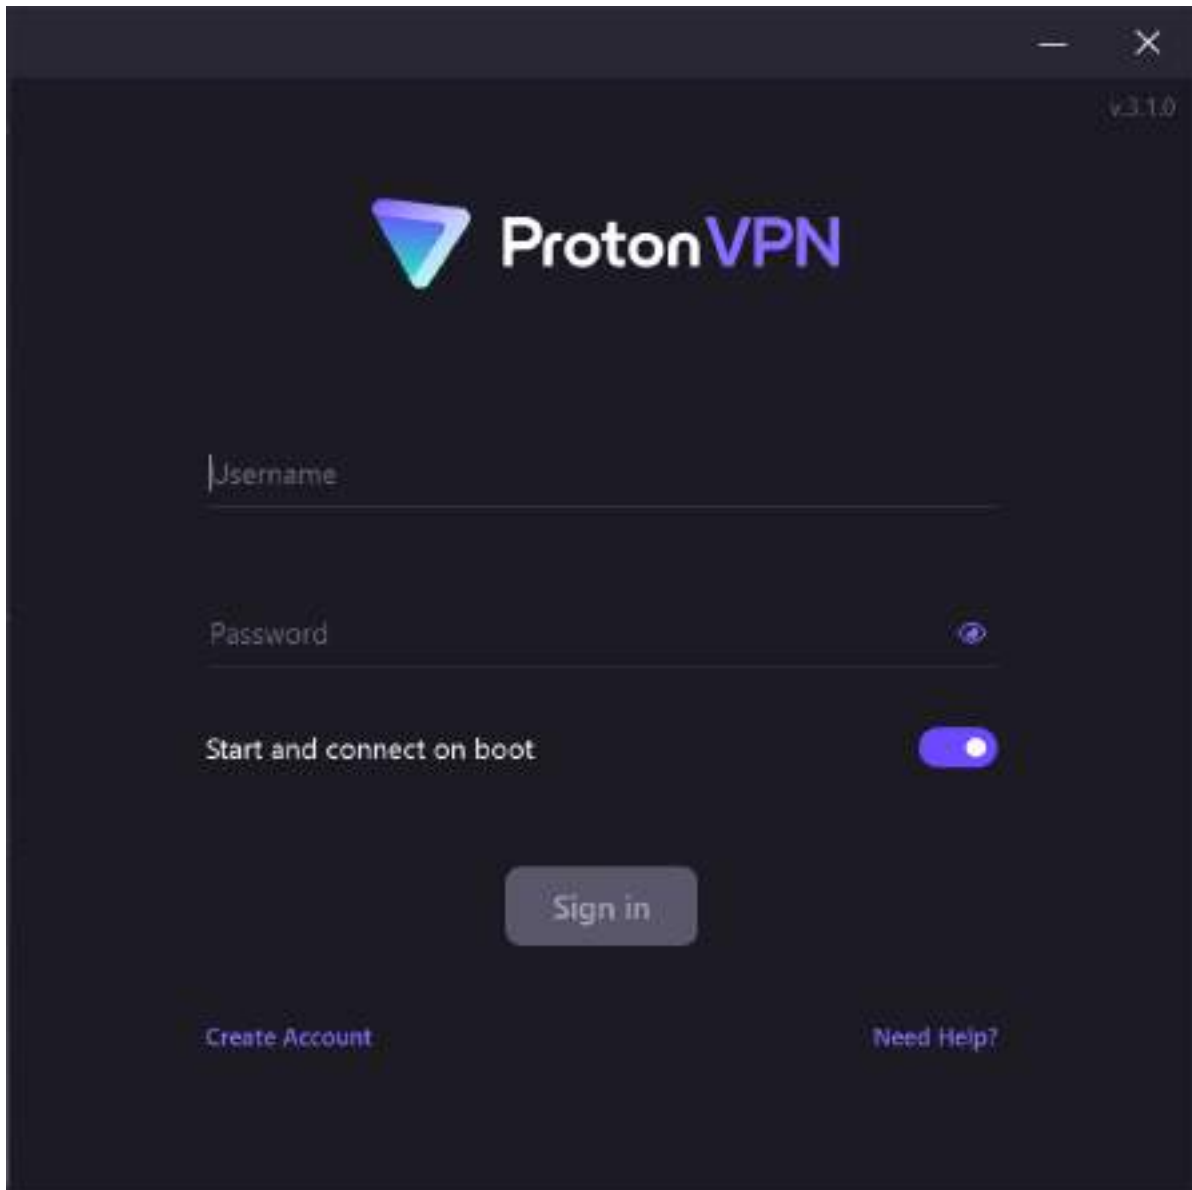 v.3.1.0
ProtonVPN
Username
Password
Start and connect on boot
Sign in
Create Account
Need Help?